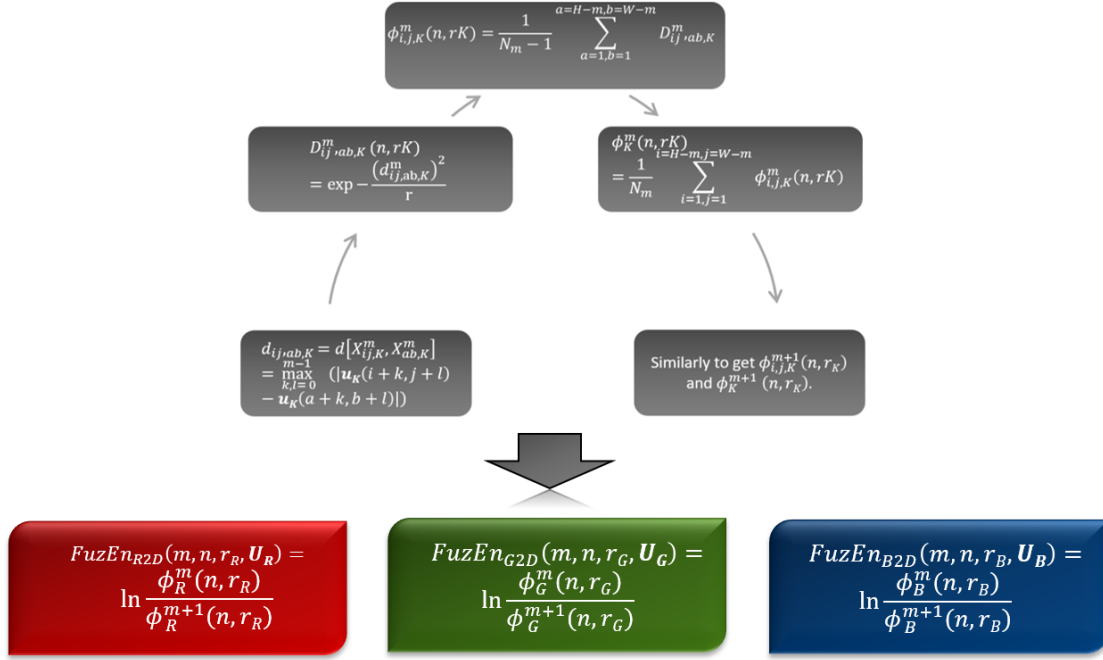 a=H−m,b=W−m
ϕ^m_{i,j,K}(n, rK) = 1/(N_m − 1) ∑ D^m_{ij,ab,K}
a=1,b=1
D^m_{ij,ab,K}(n, rK)
= exp − (d^m_{ij,ab,K})^2 / r
ϕ^m_K(n, rK)
i=H−m,j=W−m
= 1/N_m ∑ ϕ^m_{i,j,K}(n, rK)
i=1,j=1
d_{ij,ab,K} = d[X^m_{ij,K}, X^m_{ab,K}]
= max^{m−1}_{k,l=0} (|u_K(i + k, j + l)
− u_K(a + k, b + l)|)
Similarly to get ϕ^{m+1}_{i,j,K}(n, r_K)
and ϕ^{m+1}_K (n, r_K).
FuzEn_{R2D}(m, n, r_R, U_R) =
ln ϕ^m_R(n, r_R) / ϕ^{m+1}_R(n, r_R)
FuzEn_{G2D}(m, n, r_G, U_G) =
ln ϕ^m_G(n, r_G) / ϕ^{m+1}_G(n, r_G)
FuzEn_{B2D}(m, n, r_B, U_B) =
ln ϕ^m_B(n, r_B) / ϕ^{m+1}_B(n, r_B)